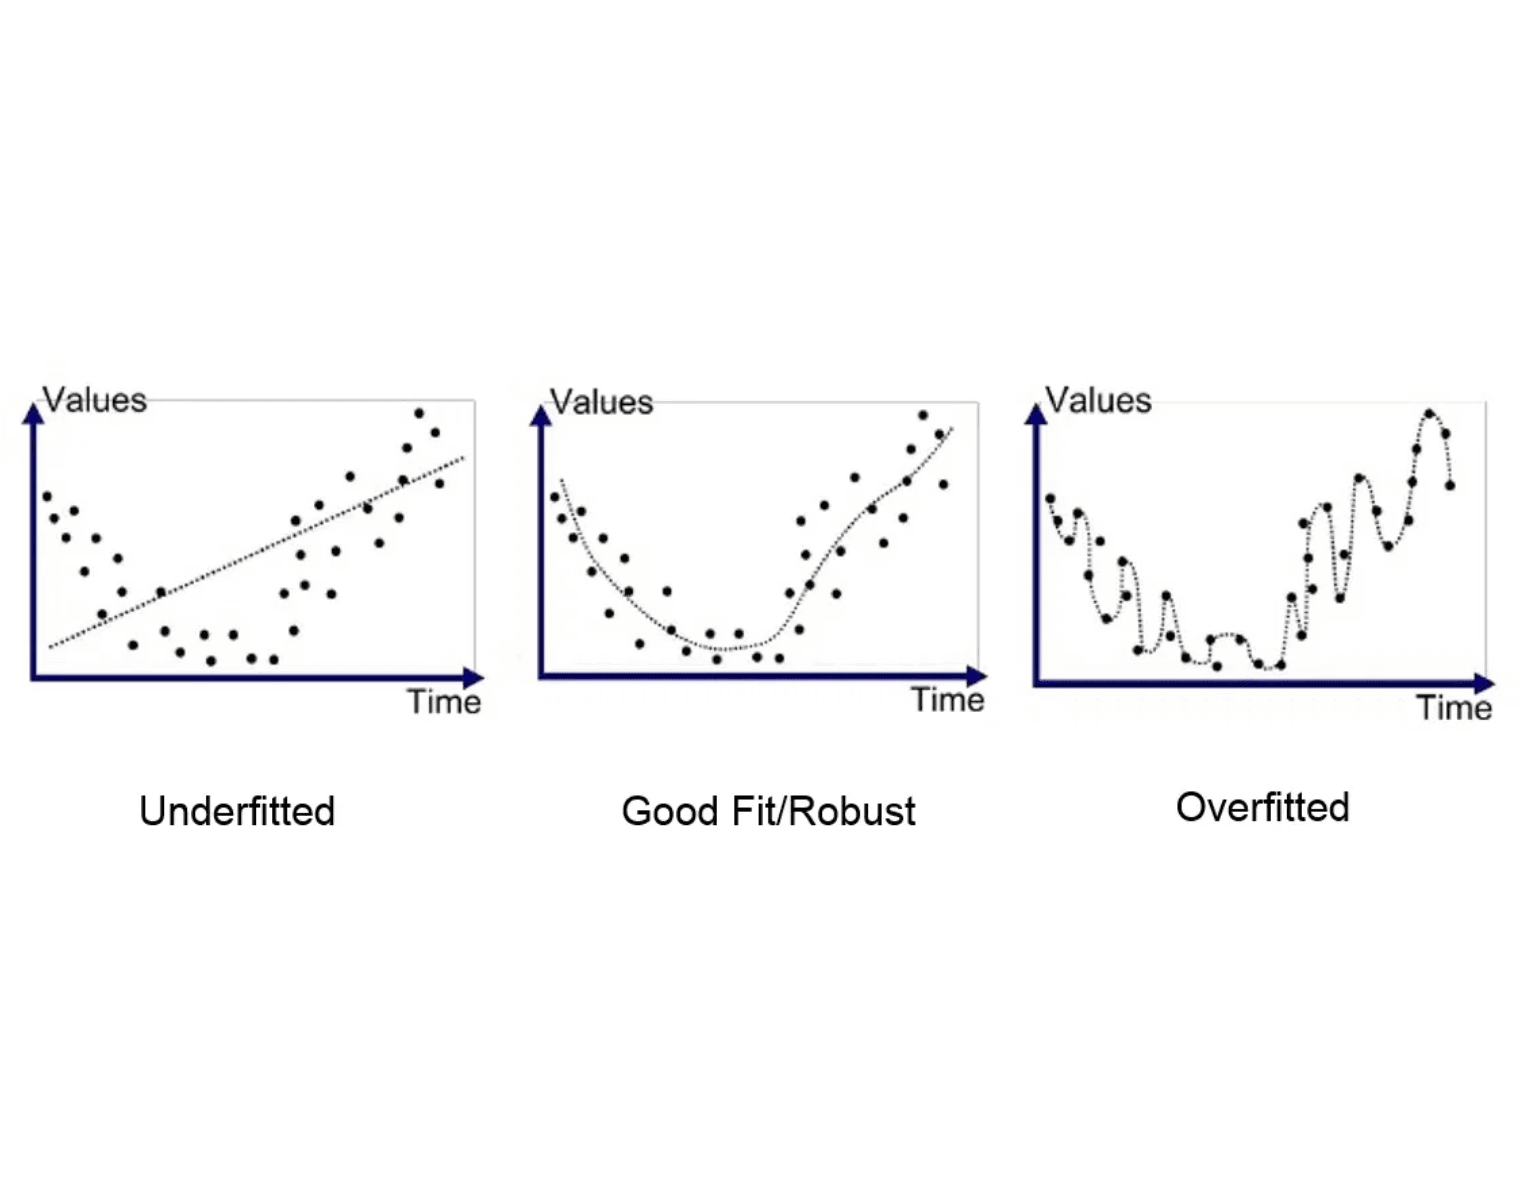 Values
Time
Underfitted
Values
Time
Good Fit/Robust
Values
Time
Overfitted